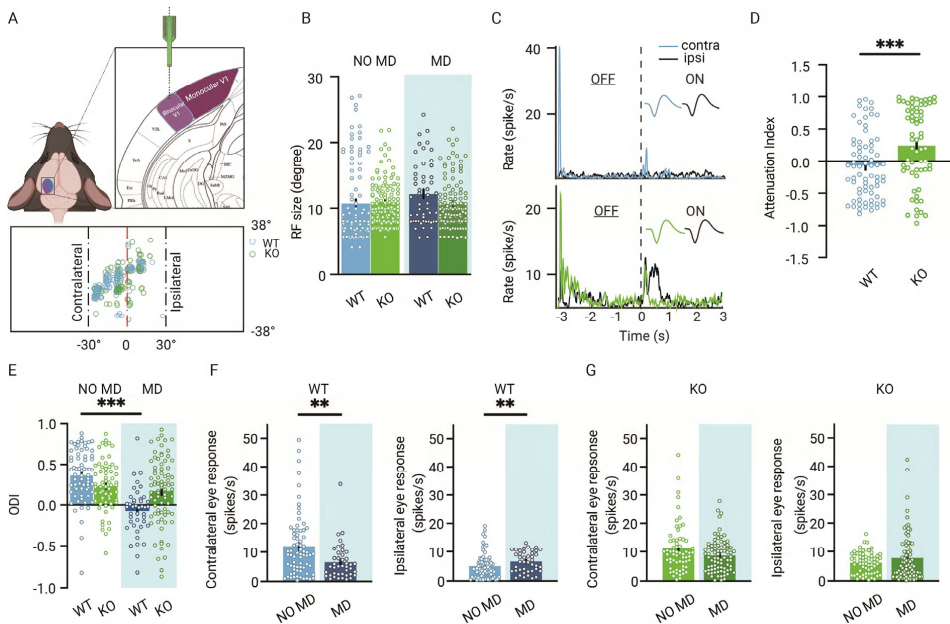 A
Binocular V1
Monocular V1
WT
KO
38°
-38°
Contralateral
Ipsilateral
-30°
0
30°
B
NO MD
MD
RF size (degree)
30
20
10
0
WT
KO
WT
KO
C
contra
ipsi
OFF
ON
Rate (spike/s)
40
20
OFF
ON
Rate (spike/s)
20
10
-3
-2
-1
0
1
2
3
Time (s)
D
***
Attenuation Index
1.5
1.0
0.5
0.0
-0.5
-1.0
-1.5
WT
KO
E
NO MD
MD
***
ODI
1.0
0.5
0.0
-0.5
-1.0
WT
KO
WT
KO
F
WT
**
Contralateral eye response
(spikes/s)
50
40
30
20
10
0
NO MD
MD
WT
**
Ipsilateral eye response
(spikes/s)
50
40
30
20
10
0
NO MD
MD
G
KO
Contralateral eye response
(spikes/s)
50
40
30
20
10
0
NO MD
MD
KO
Ipsilateral eye response
(spikes/s)
50
40
30
20
10
0
NO MD
MD